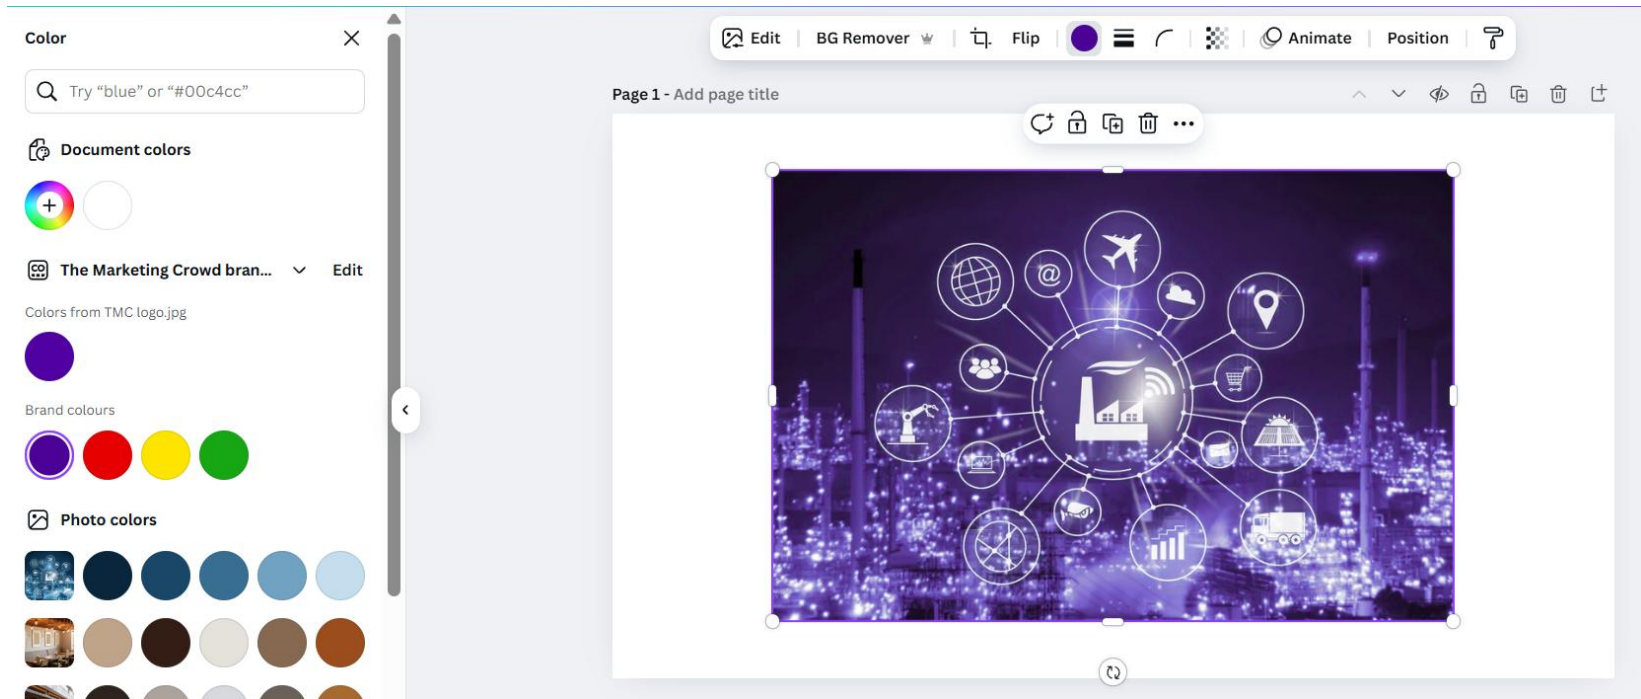 Color
Try “blue” or “#00c4cc”
Document colors
The Marketing Crowd bran... Edit
Colors from TMC logo.jpg
Brand colours
Photo colors
Edit BG Remover Flip Animate Position
Page 1 - Add page title
@